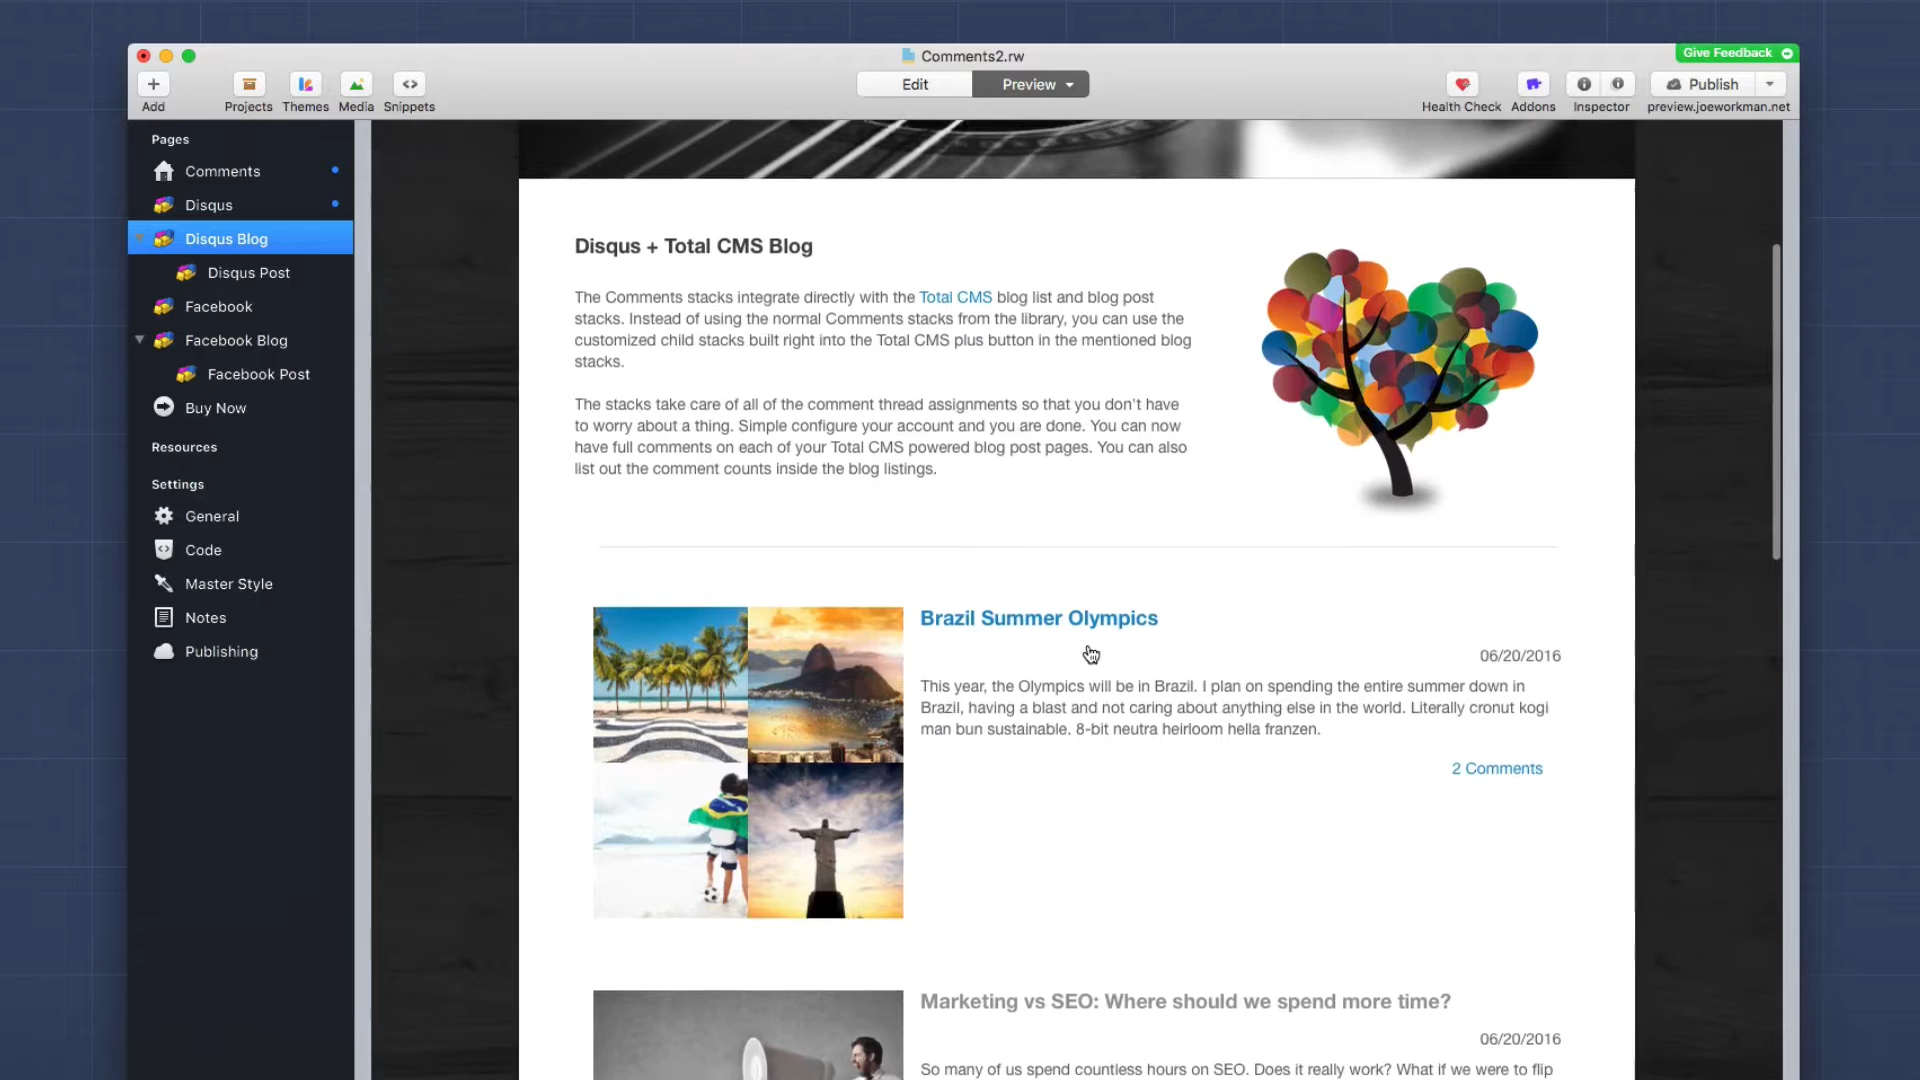 Comments2.rw
Give Feedback
Edit
Preview
Publish
Add
Projects
Themes
Media
Snippets
Health Check
Addons
Inspector
preview.joeworkman.net
Pages
Comments
Disqus
Disqus Blog
Disqus Post
Facebook
Facebook Blog
Facebook Post
Buy Now
Resources
Settings
General
Code
Master Style
Notes
Publishing
Disqus + Total CMS Blog
The Comments stacks integrate directly with the Total CMS blog list and blog post
stacks. Instead of using the normal Comments stacks from the library, you can use the
customized child stacks built right into the Total CMS plus button in the mentioned blog
stacks.
The stacks take care of all of the comment thread assignments so that you don't have
to worry about a thing. Simple configure your account and you are done. You can now
have full comments on each of your Total CMS powered blog post pages. You can also
list out the comment counts inside the blog listings.
Brazil Summer Olympics
06/20/2016
This year, the Olympics will be in Brazil. I plan on spending the entire summer down in
Brazil, having a blast and not caring about anything else in the world. Literally cronut kogi
man bun sustainable. 8-bit neutra heirloom hella franzen.
2 Comments
Marketing vs SEO: Where should we spend more time?
06/20/2016
So many of us spend countless hours on SEO. Does it really work? What if we were to flip